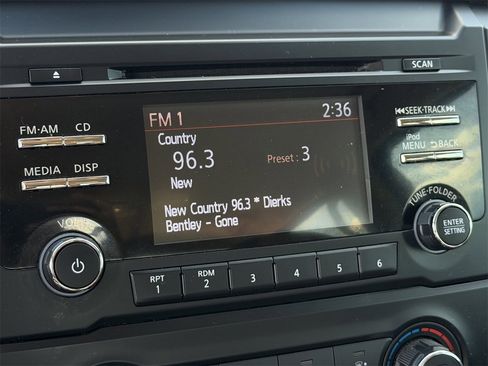 SCAN
FM 1 2:36
FM·AM CD
Country
SEEK·TRACK
96.3 Preset : 3
iPod
MENU BACK
MEDIA DISP
New
TUNE·FOLDER
New Country 96.3 * Dierks
Bentley - Gone
ENTER
SETTING
RPT
1
RDM
2
3
4
5
6